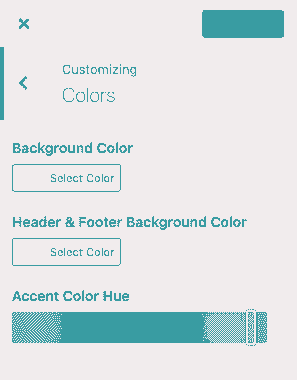 Customizing
Colors
Background Color
Select Color
Header & Footer Background Color
Select Color
Accent Color Hue